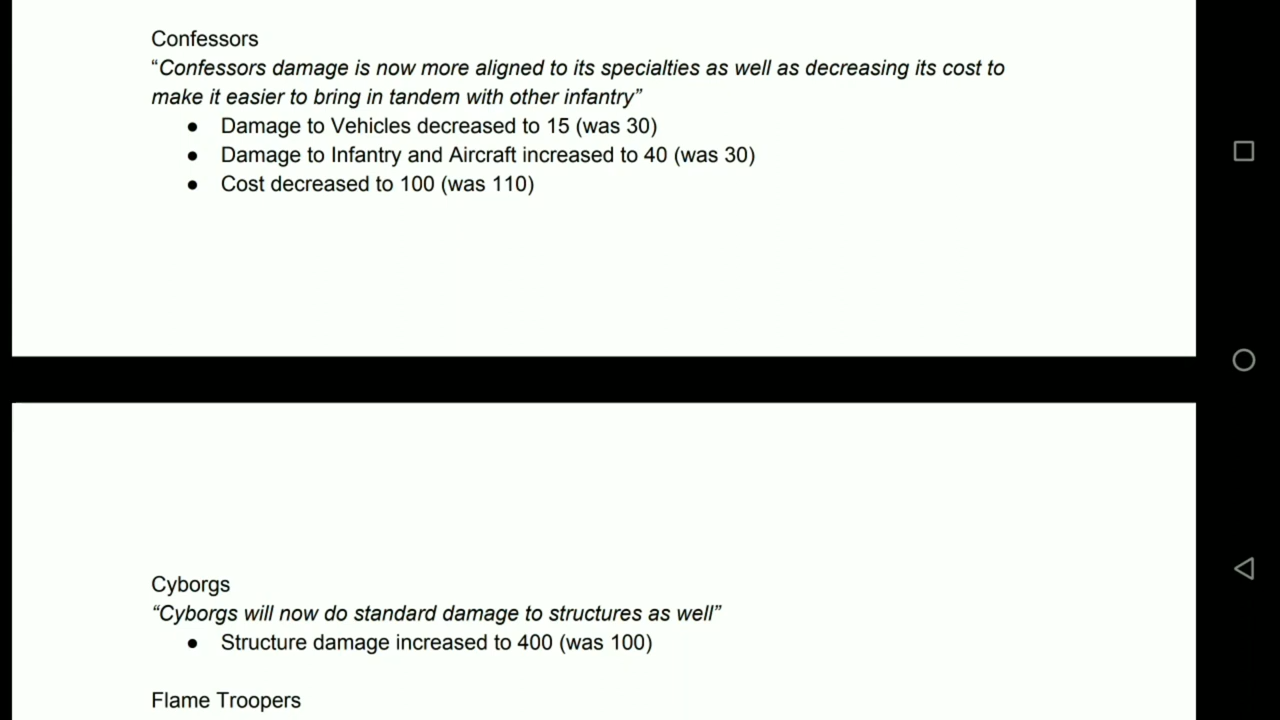 Confessors
“Confessors damage is now more aligned to its specialties as well as decreasing its cost to
make it easier to bring in tandem with other infantry”
● Damage to Vehicles decreased to 15 (was 30)
● Damage to Infantry and Aircraft increased to 40 (was 30)
● Cost decreased to 100 (was 110)
Cyborgs
“Cyborgs will now do standard damage to structures as well”
● Structure damage increased to 400 (was 100)
Flame Troopers